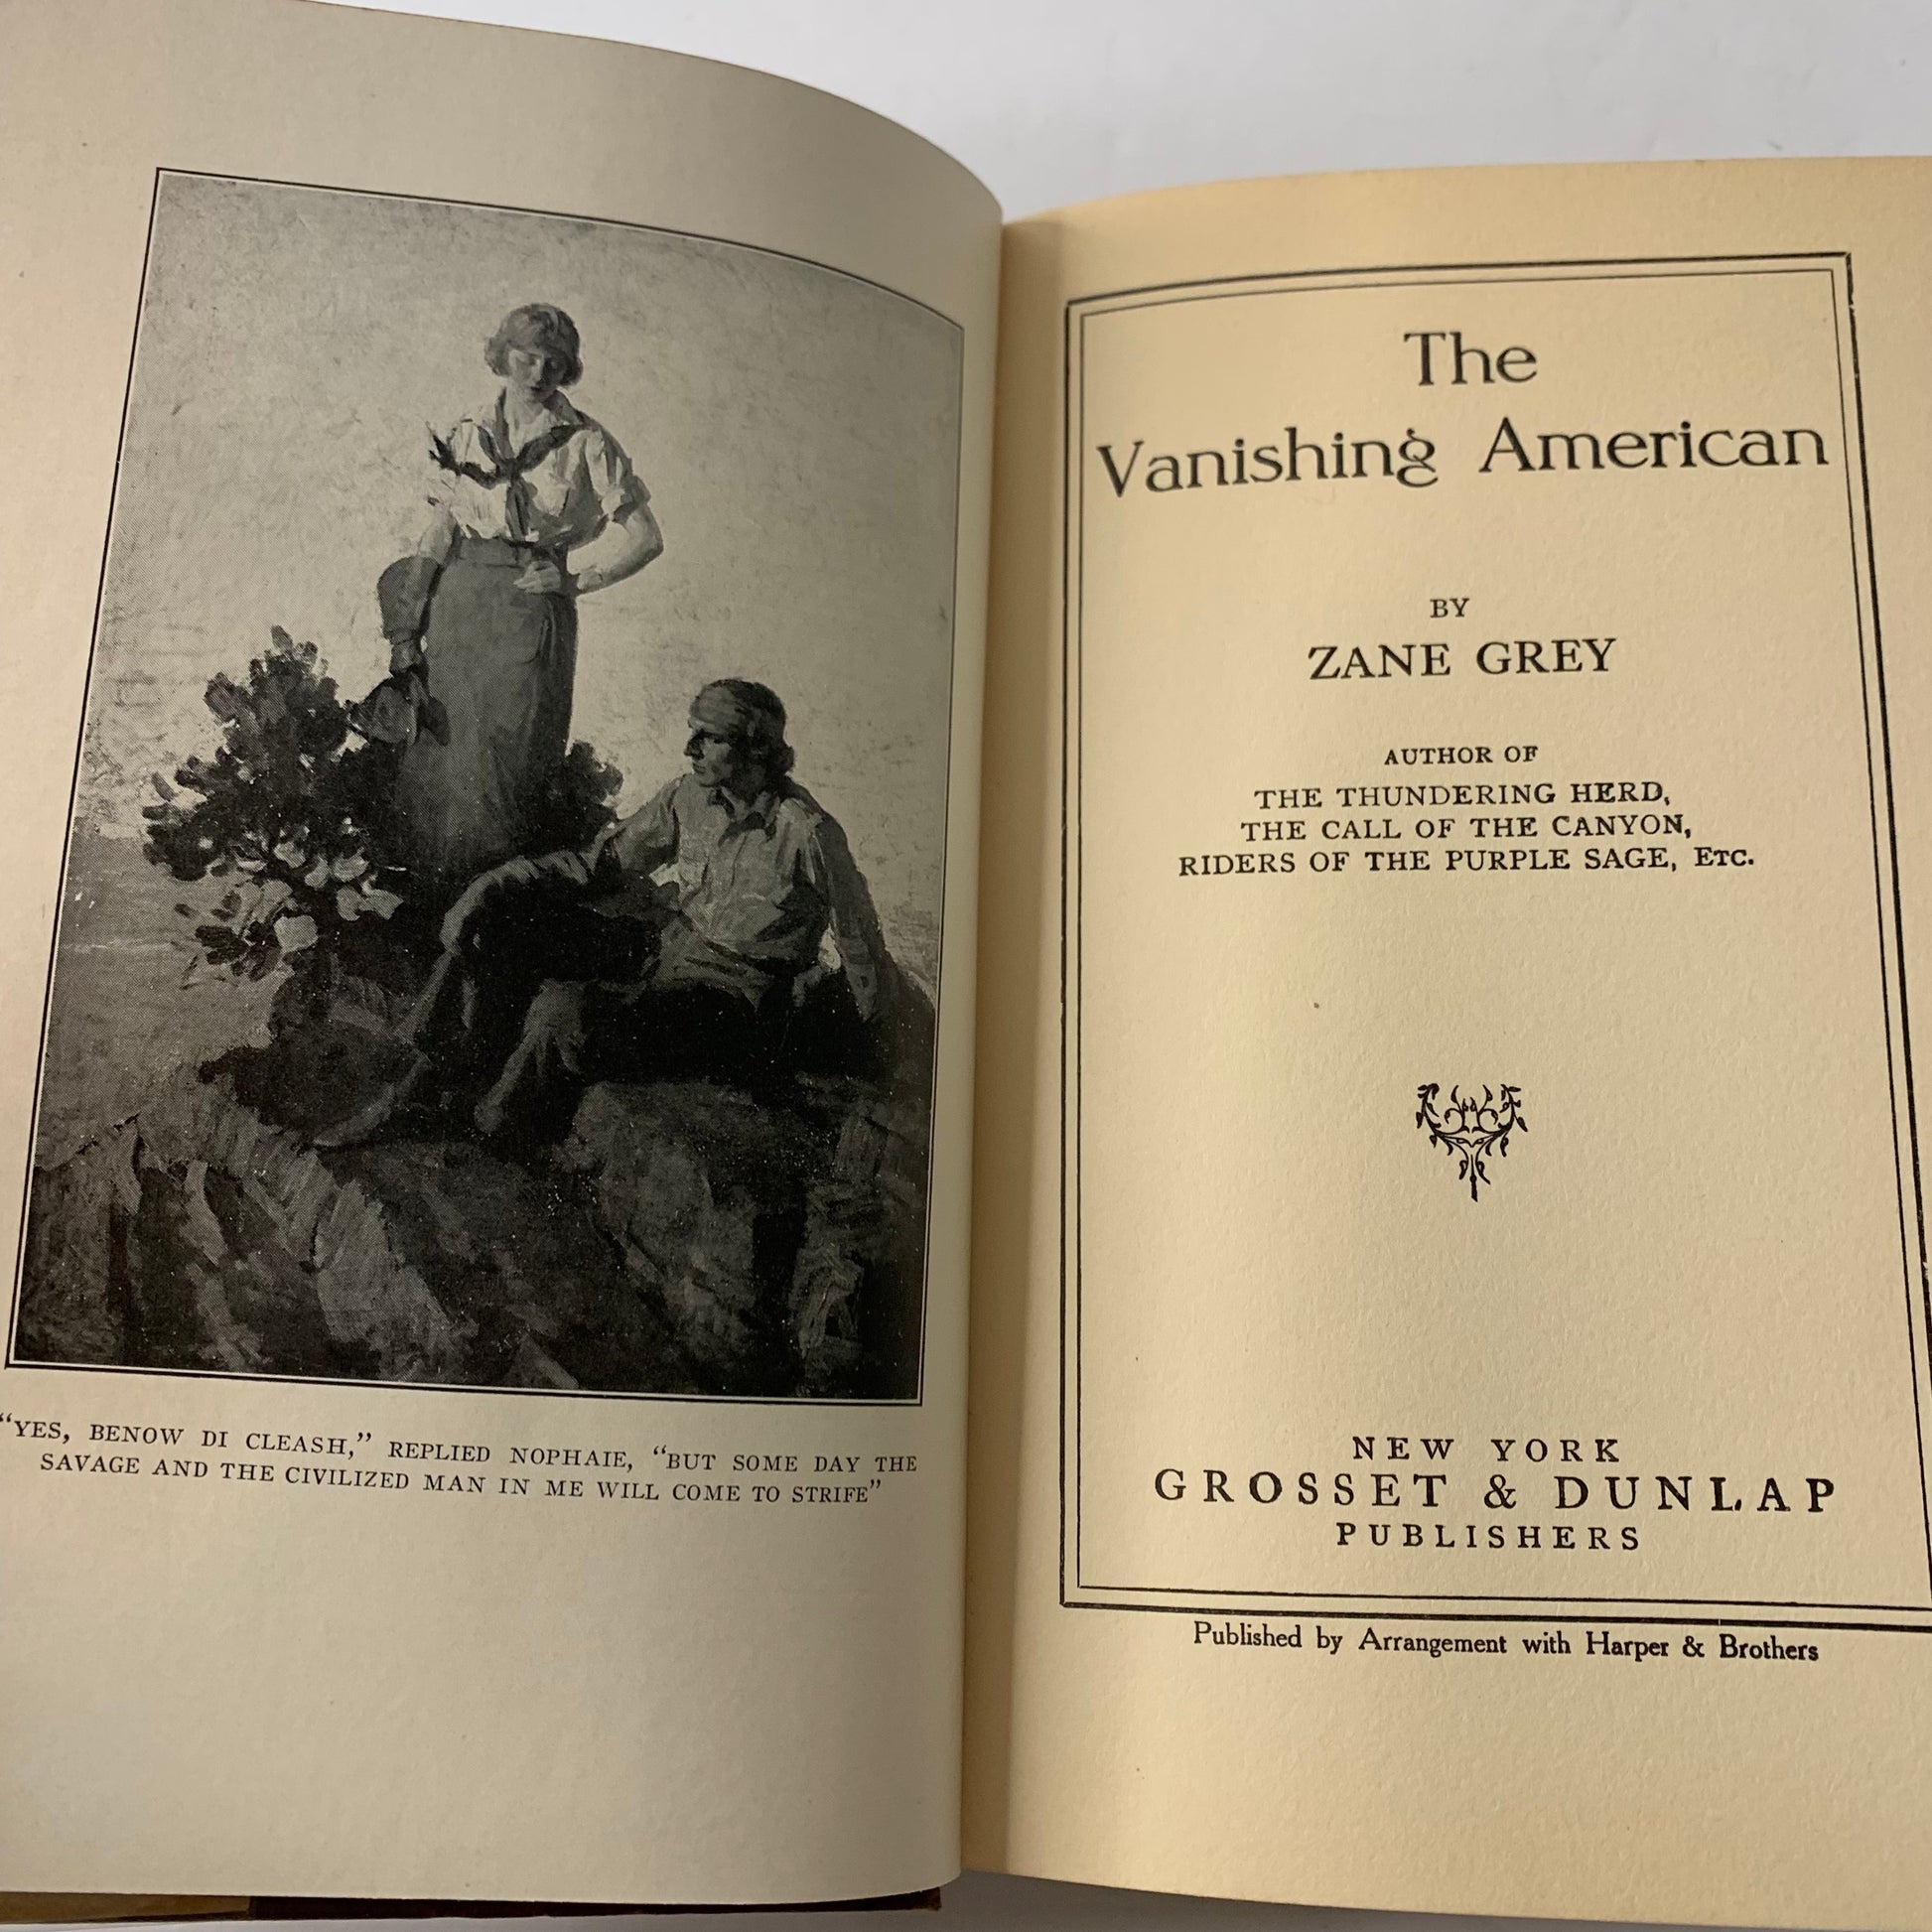 "YES, BENOW DI CLEASH," REPLIED NOPHAIE, "BUT SOME DAY THE
SAVAGE AND THE CIVILIZED MAN IN ME WILL COME TO STRIFE"
The
Vanishing American
BY
ZANE GREY
AUTHOR OF
THE THUNDERING HERD,
THE CALL OF THE CANYON,
RIDERS OF THE PURPLE SAGE, ETC.
NEW YORK
GROSSET & DUNLAP
PUBLISHERS
Published by Arrangement with Harper & Brothers